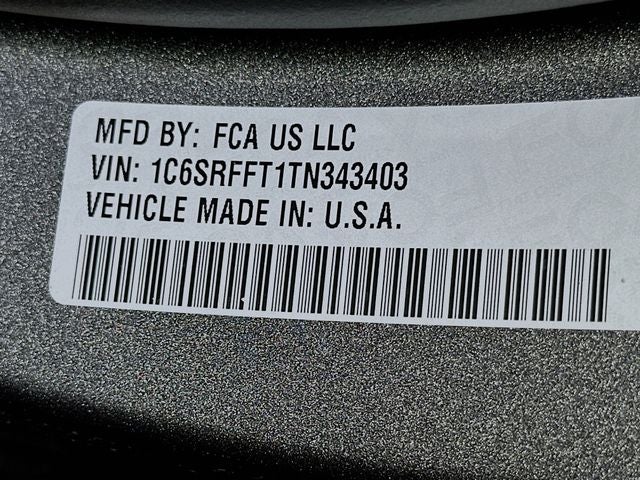 MFD BY: FCA US LLC
VIN: 1C6SRFFT1TN343403
VEHICLE MADE IN: U.S.A.